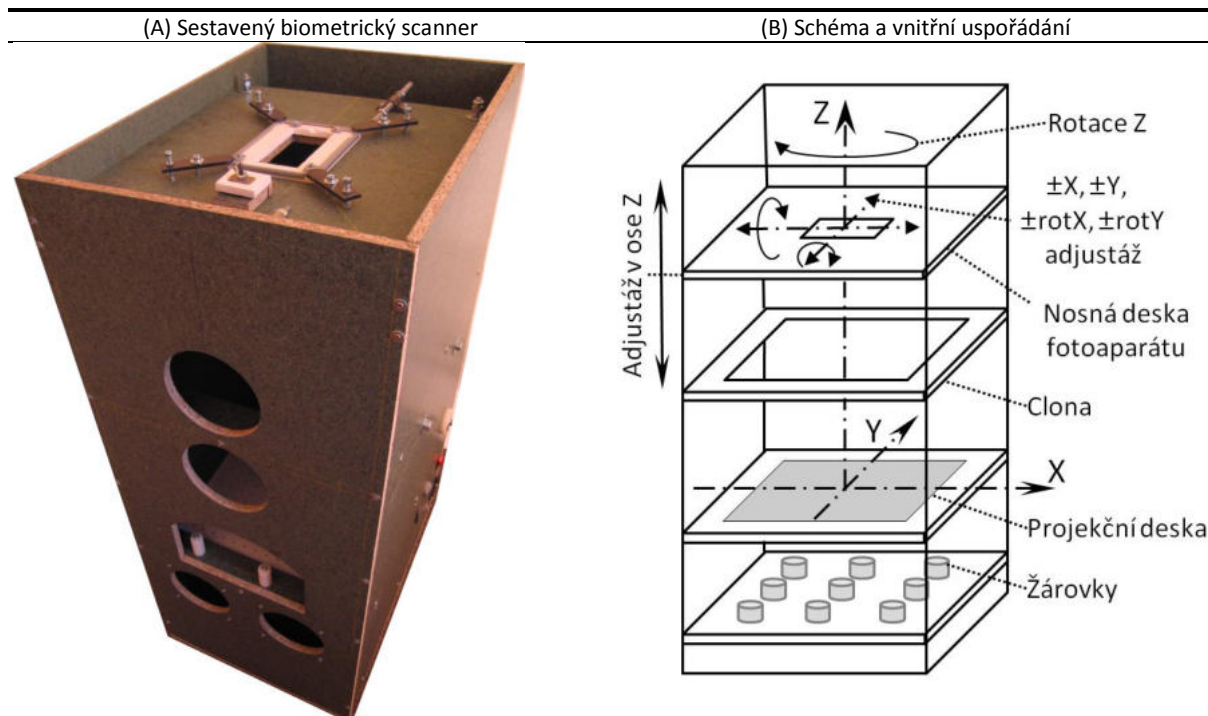 (A) Sestavený biometrický scanner
(B) Schéma a vnitřní uspořádání
Z
Rotace Z
±X, ±Y,
±rotX, ±rotY
adjustáž
Adjustáž v ose Z
Nosná deska
fotoaparátu
Clona
Y
X
Projekční deska
Žárovky